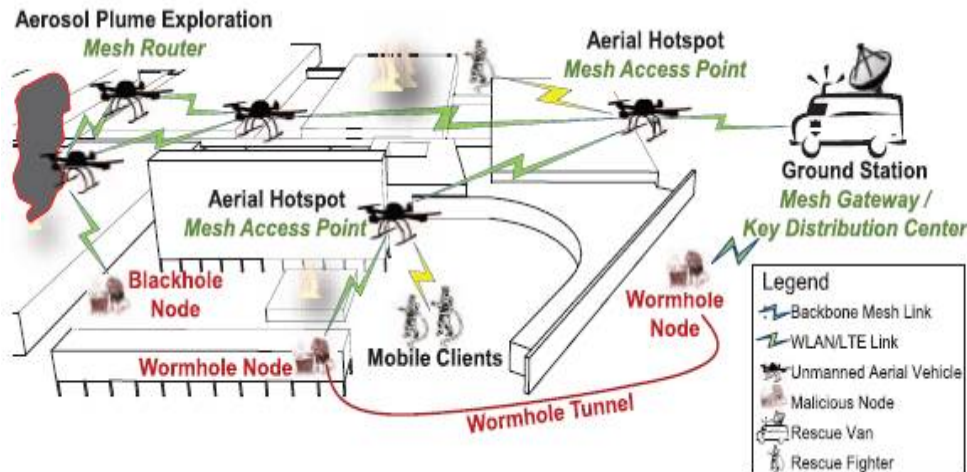 Aerosol Plume Exploration
Mesh Router
Aerial Hotspot
Mesh Access Point
Ground Station
Mesh Gateway /
Key Distribution Center
Aerial Hotspot
Mesh Access Point
Blackhole
Node
Wormhole Node
Mobile Clients
Wormhole
Node
Wormhole Tunnel
Legend
Backbone Mesh Link
WLAN/LTE Link
Unmanned Aerial Vehicle
Malicious Node
Rescue Van
Rescue Fighter